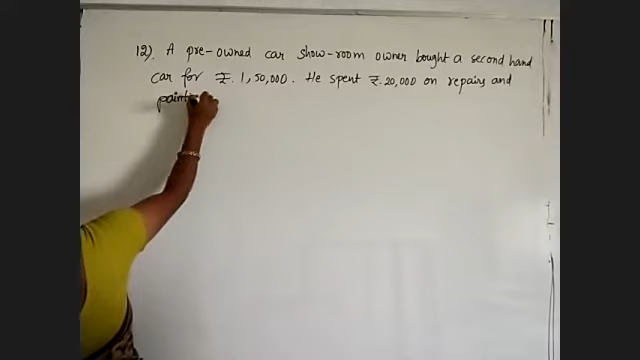 12). A pre-owned car show-room owner bought a second hand
car for ₹. 1,50,000. He spent ₹.20,000 on repairs and